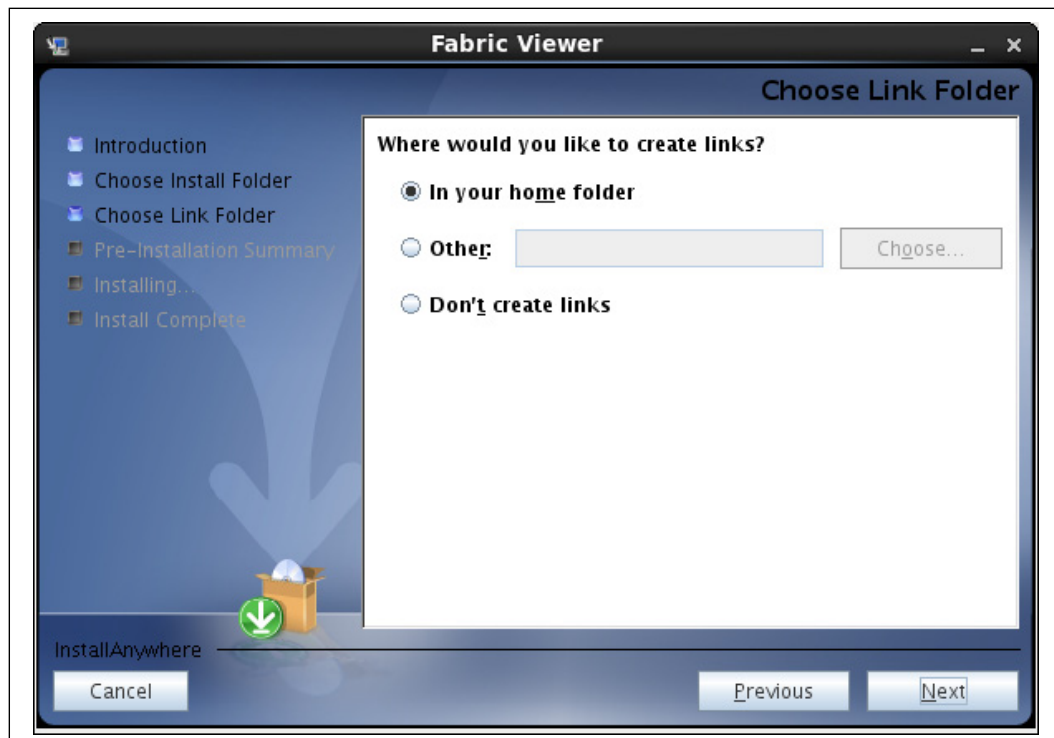 Fabric Viewer
Choose Link Folder
Introduction
Choose Install Folder
Choose Link Folder
Pre-Installation Summary
Installing...
Install Complete
Where would you like to create links?
In your home folder
Other:
Choose...
Don't create links
InstallAnywhere
Cancel
Previous
Next